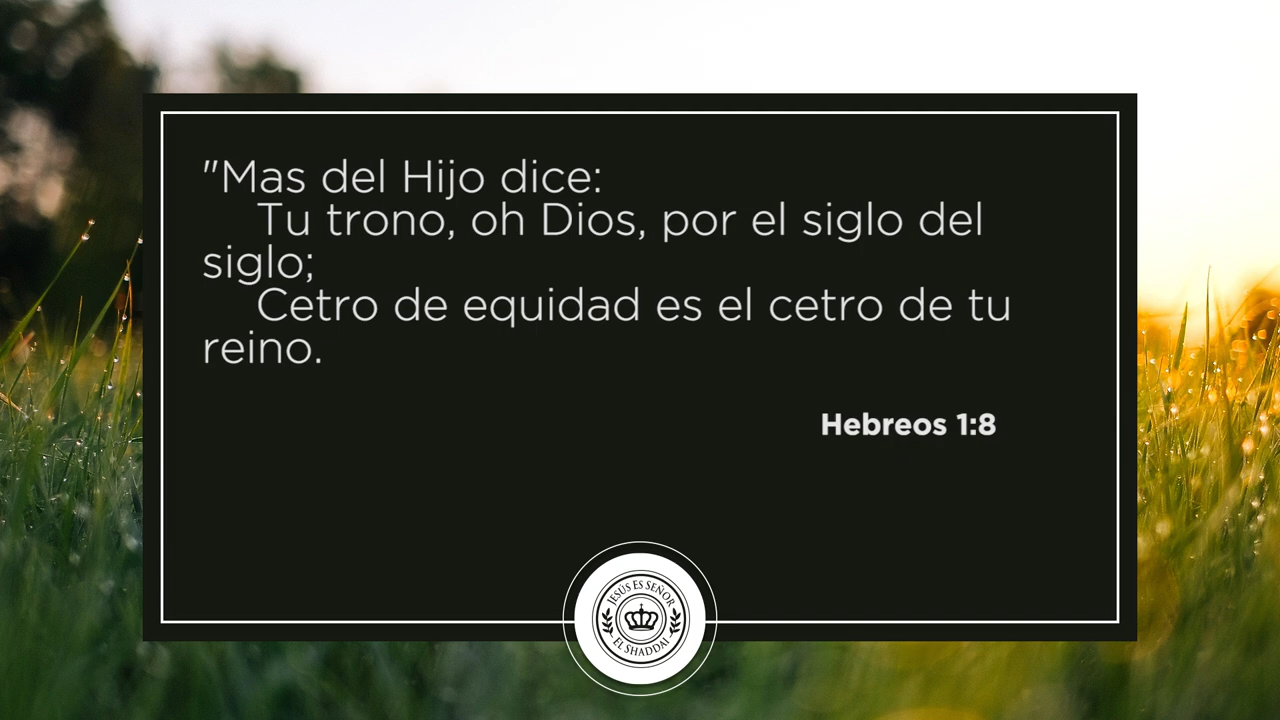 "Mas del Hijo dice:
Tu trono, oh Dios, por el siglo del
siglo;
Cetro de equidad es el cetro de tu
reino.
Hebreos 1:8
JESÚS ES SEÑOR
EL SHADDAI